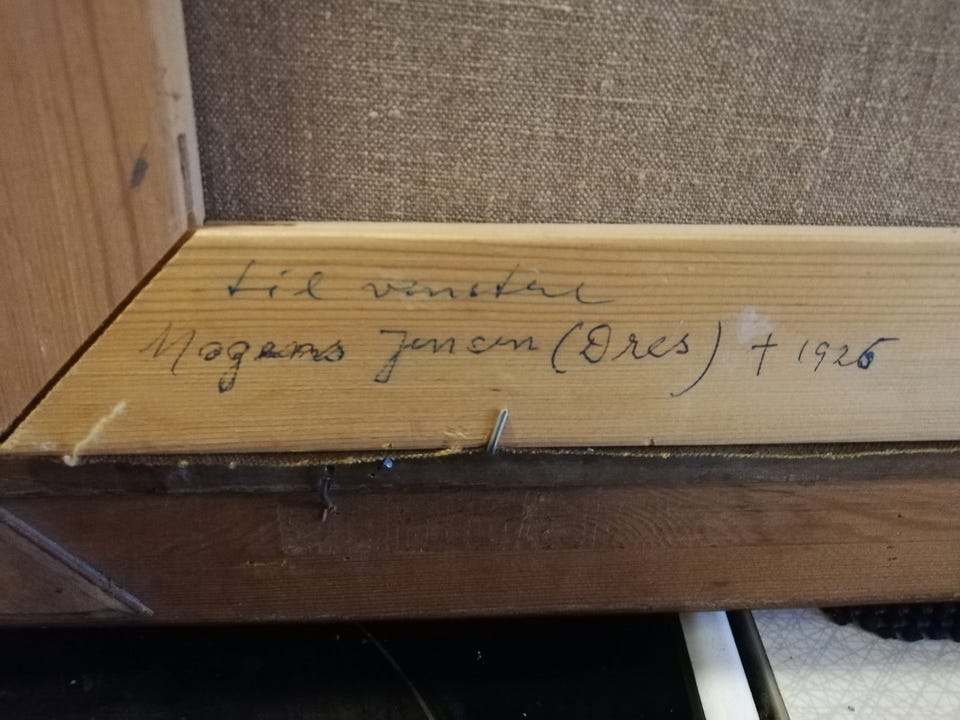 til venstre
Mogens Jensen (Dres) † 1926